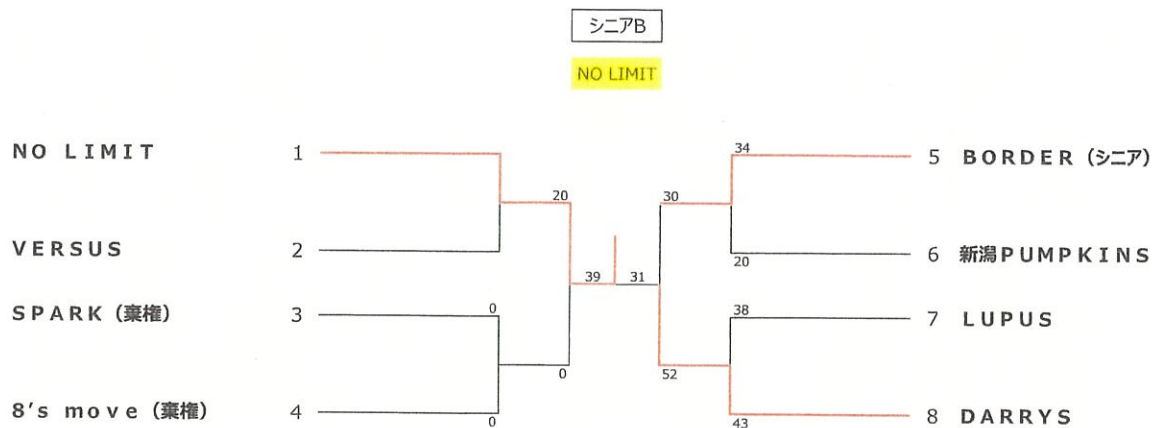 シニアB
NO LIMIT
NO LIMIT 1
34
5 BORDER (シニア)
20
30
VERSUS 2
20
6 新潟PUMPKINS
39
31
SPARK (棄権) 3
0
38
7 LUPUS
0
52
8's move (棄権) 4
0
43
8 DARRYS